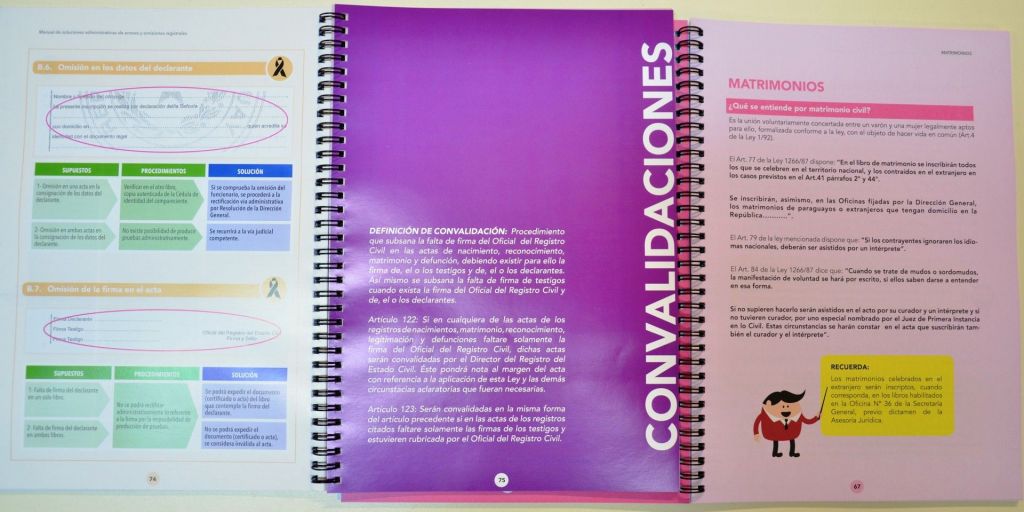 Manual de soluciones administrativas de errores y omisiones registrales
B.6. Omisión en los datos del declarante
Nombre y apellido del cónyuge
La presente inscripción se realiza por declaración del/la Señor/a
con domicilio en
quien acredita su
identidad con el documento legal
SUPUESTOS
PROCEDIMIENTOS
SOLUCIÓN
1- Omisión en una acta en la
consignación de los datos del
declarante.
Verificar en el otro libro,
copia autenticada de la Cédula de
identidad del compareciente.
Si se comprueba la omisión del
funcionario, se procederá a la
rectificación vía administrativa
por Resolución de la Dirección
General.
2- Omisión en ambas actas en
la consignación de los datos del
declarante.
No existe posibilidad de produce
pruebas administrativamente.
Se recurrirá a la vía judicial
competente.
B.7. Omisión de la firma en el acta
Firma Declarante
Firma Testigo
Firma Testigo
Oficial del Registro del Estado Civil
Firma y Sello
SUPUESTOS
PROCEDIMIENTOS
SOLUCIÓN
1- Falta de firma del declarante
en un solo libro.
2- Falta de firma del declarante
en ambos libros.
No se podrá rectificar
administrativamente lo referente
a la firma por la imposibilidad de
producción de pruebas.
Se podrá expedir el documento
(certificado o acta) del libro
que contemple la firma del
declarante.
No se podrá expedir el
documento (certificado o acta),
se considera inválida al acta.
74
CONVALIDACIONES
DEFINICIÓN DE CONVALIDACIÓN: Procedimiento
que subsana la falta de firma del Oficial del Registro
Civil en las actas de nacimiento, reconocimiento,
matrimonio y defunción, debiendo existir para ello la
firma de, el o los testigos y de, el o los declarantes.
Así mismo se subsana la falta de firma de testigos
cuando exista la firma del Oficial del Registro Civil y
de, el o los declarantes.
Artículo 122: Si en cualquiera de las actas de los
registros de nacimientos, matrimonio, reconocimiento,
legitimación y defunciones faltare solamente la
firma del Oficial del Registro Civil, dichas actas
serán convalidadas por el Director del Registro del
Estado Civil. Éste pondrá nota al margen del acta
con referencia a la aplicación de esta Ley y las demás
circunstacias aclaratorias que fueran necesarias.
Artículo 123: Serán convalidadas en la misma forma
del artículo precedente si en las actas de los registros
citados faltare solamente las firmas de los testigos y
estuvieren rubricada por el Oficial del Registro Civil.
75
MATRIMONIOS
MATRIMONIOS
¿Qué se entiende por matrimonio civil?
Es la unión voluntariamente concertada entre un varón y una mujer legalmente aptos
para ello, formalizada conforme a la ley, con el objeto de hacer vida en común (Art.4
de la Ley 1/92).
El Art. 77 de la Ley 1266/87 dispone: "En el libro de matrimonio se inscribirán todos
los que se celebren en el territorio nacional, y los contraidos en el extranjero en
los casos previstos en el Art.41 párrafos 2° y 44".
Se inscribirán, asimismo, en las Oficinas fijadas por la Dirección General,
los matrimonios de paraguayos o extranjeros que tengan domicilio en la
República............".
El Art. 79 de la ley mencionada dispone que: "Si los contrayentes ignoraren los idio-
mas nacionales, deberán ser asistidos por un intérprete".
El Art. 84 de la Ley 1266/87 dice que: "Cuando se trate de mudos o sordomudos,
la manifestación de voluntad se hará por escrito, si ellos saben darse a entender
en esa forma.
Si no supieren hacerlo serán asistidos en el acto por su curador y un intérprete y si
no tuvieren curador, por uno especial nombrado por el Juez de Primera Instancia
en lo Civil. Estas circunstancias se harán constar en el acta que suscribirán tam-
bién el curador y el intérprete".
RECUERDA:
Los matrimonios celebrados en el
extranjero serán inscriptos, cuando
corresponda, en los libros habilitados
en la Oficina N° 36 de la Secretaría
General, previo dictamen de la
Asesoría Jurídica.
67